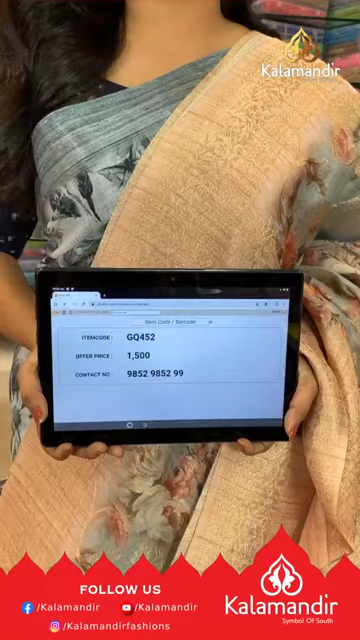 Kalamandir
Item Code / Barcode
ITEMCODE : GQ452
OFFER PRICE : 1,500
CONTACT NO : 9852 9852 99
FOLLOW US
/Kalamandir /Kalamandir
/Kalamandirfashions
Kalamandir
Symbol Of South